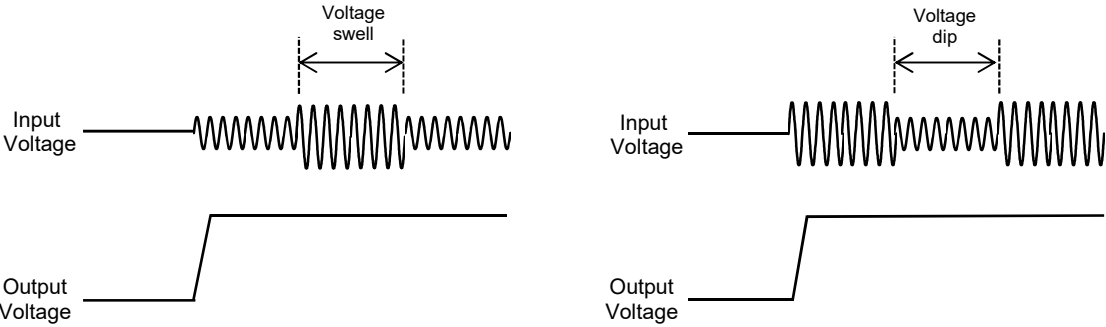 Voltage
swell
Input
Voltage
Output
Voltage
Voltage
dip
Input
Voltage
Output
Voltage